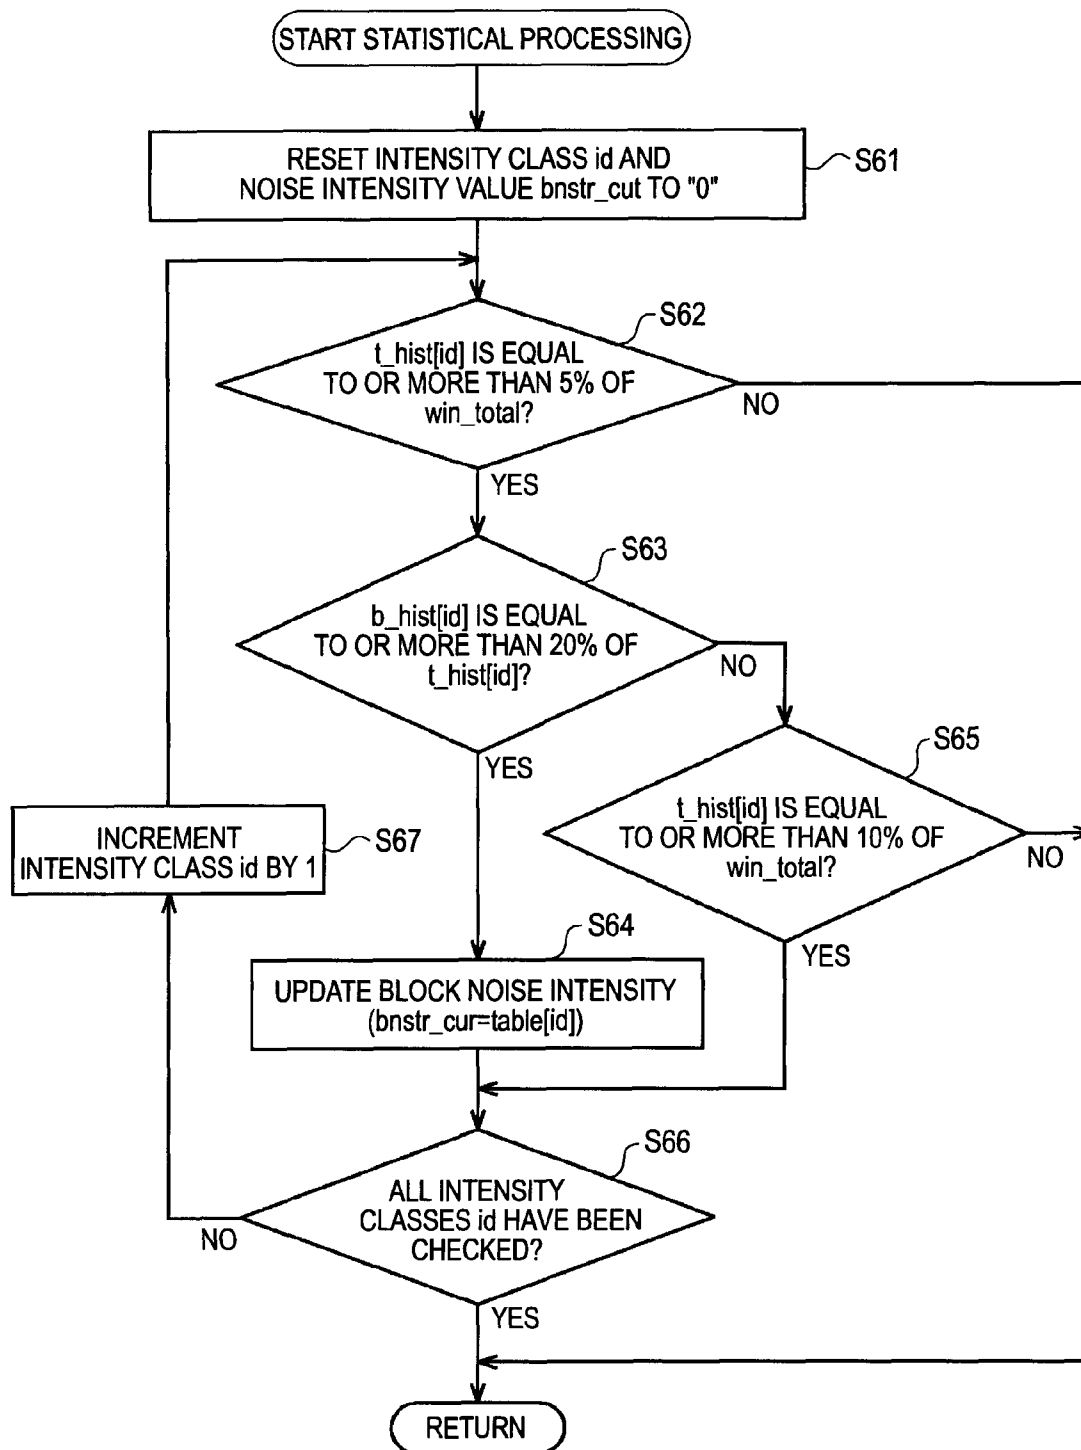 START STATISTICAL PROCESSING
RESET INTENSITY CLASS id AND
NOISE INTENSITY VALUE bnstr_cut TO "0"
S61
S62
t_hist[id] IS EQUAL
TO OR MORE THAN 5% OF
win_total?
NO
YES
S63
b_hist[id] IS EQUAL
TO OR MORE THAN 20% OF
t_hist[id]?
NO
YES
S65
t_hist[id] IS EQUAL
TO OR MORE THAN 10% OF
win_total?
NO
YES
INCREMENT
INTENSITY CLASS id BY 1
S67
S64
UPDATE BLOCK NOISE INTENSITY
(bnstr_cur=table[id])
S66
ALL INTENSITY
CLASSES id HAVE BEEN
CHECKED?
NO
YES
RETURN